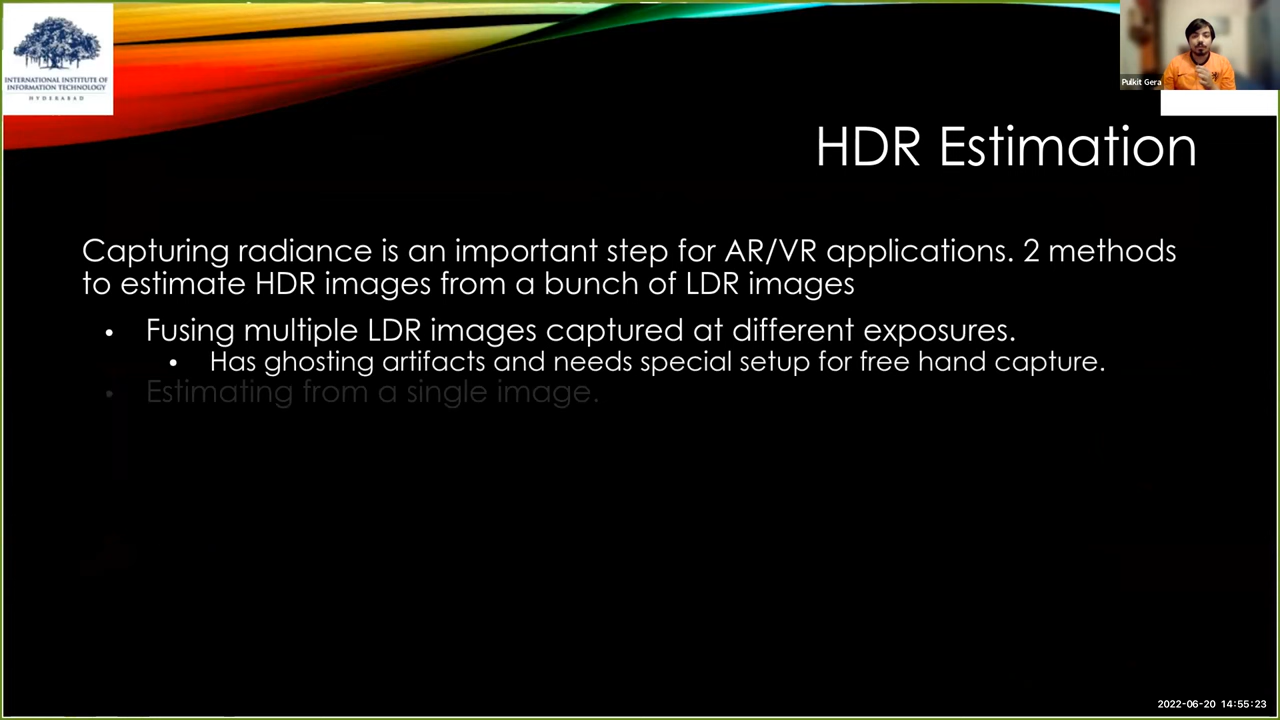 INTERNATIONAL INSTITUTE OF
INFORMATION TECHNOLOGY
HYDERABAD
Pulkit Gera
HDR Estimation
Capturing radiance is an important step for AR/VR applications. 2 methods
to estimate HDR images from a bunch of LDR images
• Fusing multiple LDR images captured at different exposures.
• Has ghosting artifacts and needs special setup for free hand capture.
• Estimating from a single image.
2022-06-20 14:55:23